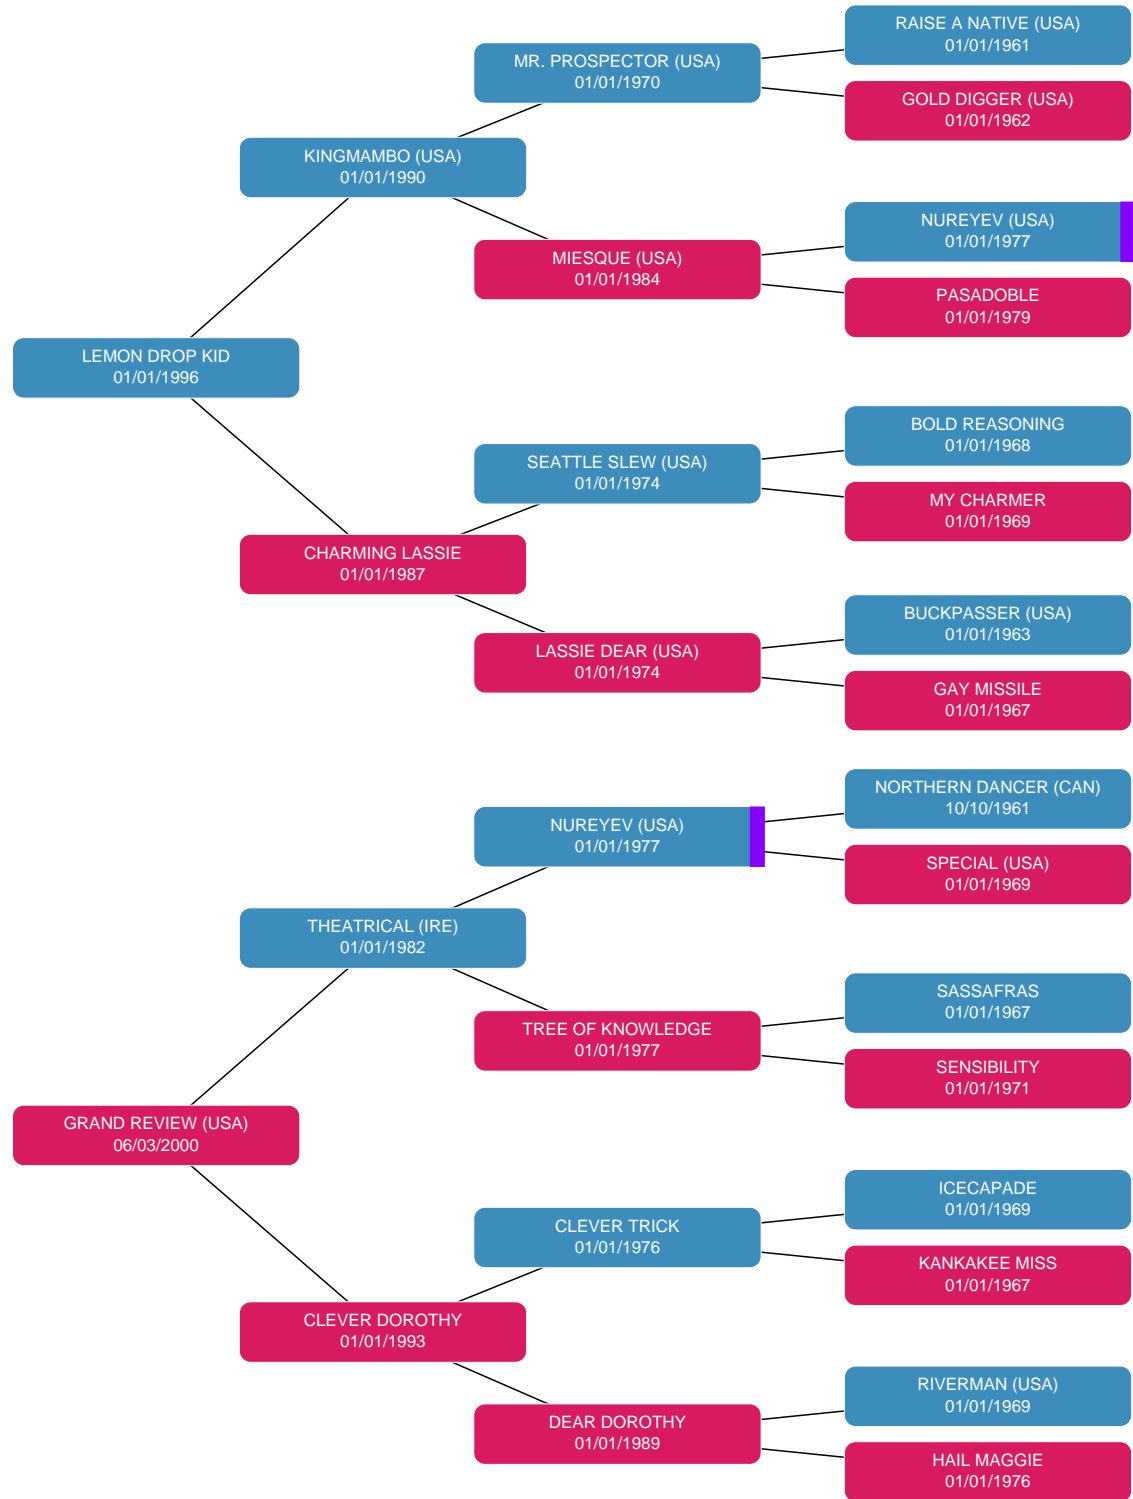 RAISE A NATIVE (USA)
01/01/1961
MR. PROSPECTOR (USA)
01/01/1970
GOLD DIGGER (USA)
01/01/1962
KINGMAMBO (USA)
01/01/1990
NUREYEV (USA)
01/01/1977
MIESQUE (USA)
01/01/1984
PASADOBLE
01/01/1979
LEMON DROP KID
01/01/1996
BOLD REASONING
01/01/1968
SEATTLE SLEW (USA)
01/01/1974
MY CHARMER
01/01/1969
CHARMING LASSIE
01/01/1987
BUCKPASSER (USA)
01/01/1963
LASSIE DEAR (USA)
01/01/1974
GAY MISSILE
01/01/1967
NORTHERN DANCER (CAN)
10/10/1961
NUREYEV (USA)
01/01/1977
SPECIAL (USA)
01/01/1969
THEATRICAL (IRE)
01/01/1982
SASSAFRAS
01/01/1967
TREE OF KNOWLEDGE
01/01/1977
SENSIBILITY
01/01/1971
GRAND REVIEW (USA)
06/03/2000
ICECAPADE
01/01/1969
CLEVER TRICK
01/01/1976
KANKAKEE MISS
01/01/1967
CLEVER DOROTHY
01/01/1993
RIVERMAN (USA)
01/01/1969
DEAR DOROTHY
01/01/1989
HAIL MAGGIE
01/01/1976